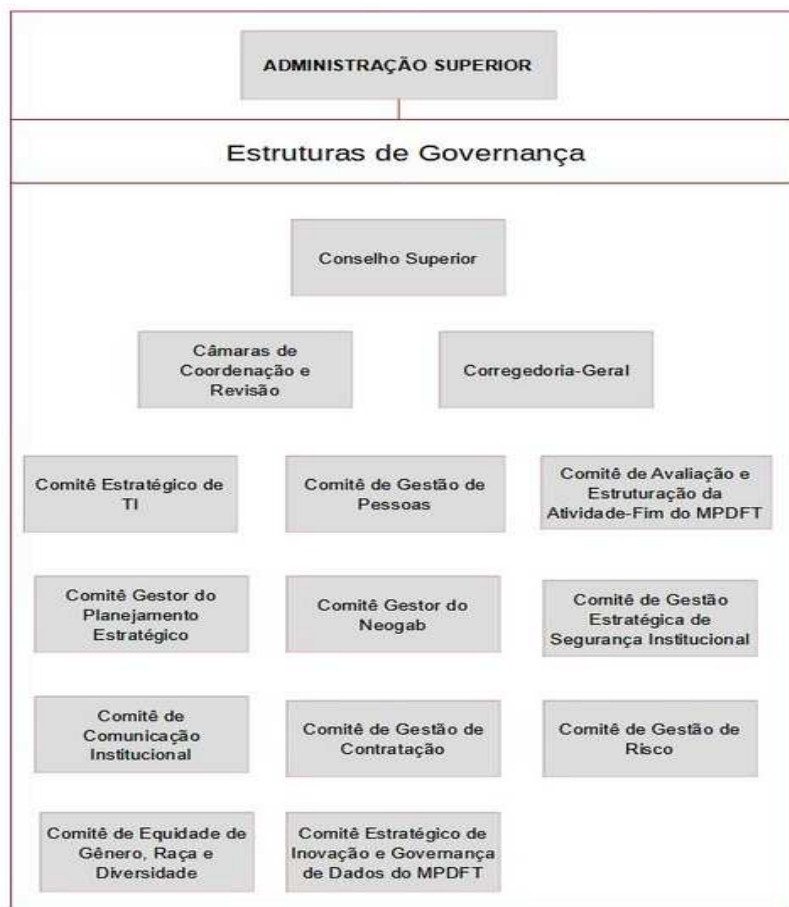 ADMINISTRAÇÃO SUPERIOR
Estruturas de Governança
Conselho Superior
Câmaras de
Coordenação e
Revisão
Corregedoria-Geral
Comitê Estratégico de
TI
Comitê de Gestão de
Pessoas
Comitê de Avaliação e
Estruturação da
Atividade-Fim do MPDFT
Comitê Gestor do
Planejamento
Estratégico
Comitê Gestor do
Neogab
Comitê de Gestão
Estratégica de
Segurança Institucional
Comitê de
Comunicação
Institucional
Comitê de Gestão de
Contratação
Comitê de Gestão de
Risco
Comitê de Equidade de
Gênero, Raça e
Diversidade
Comitê Estratégico de
Inovação e Governança
de Dados do MPDFT